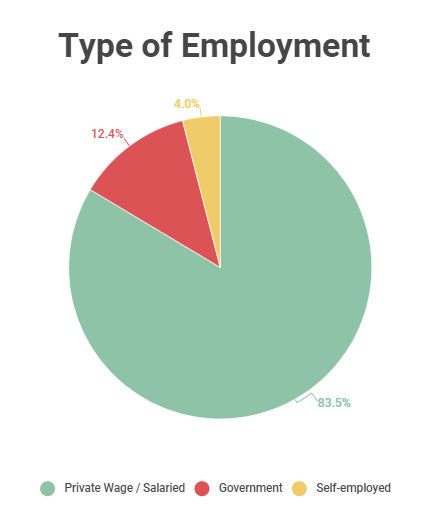 Type of Employment
4.0%
12.4%
83.5%
Private Wage / Salaried Government Self-employed